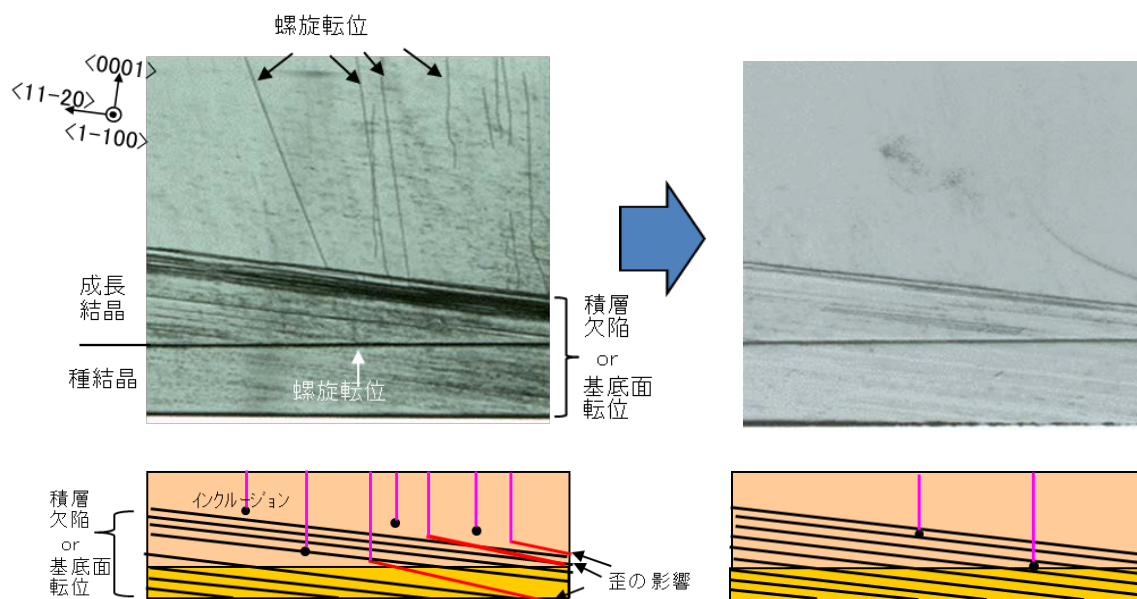 螺旋転位
<0001>
<11-20>
<1-100>
成長
結晶
種結晶
螺旋転位
積層
欠陥
or
基底面
転位
積層
欠陥
or
基底面
転位
インクルージョン
歪の影響